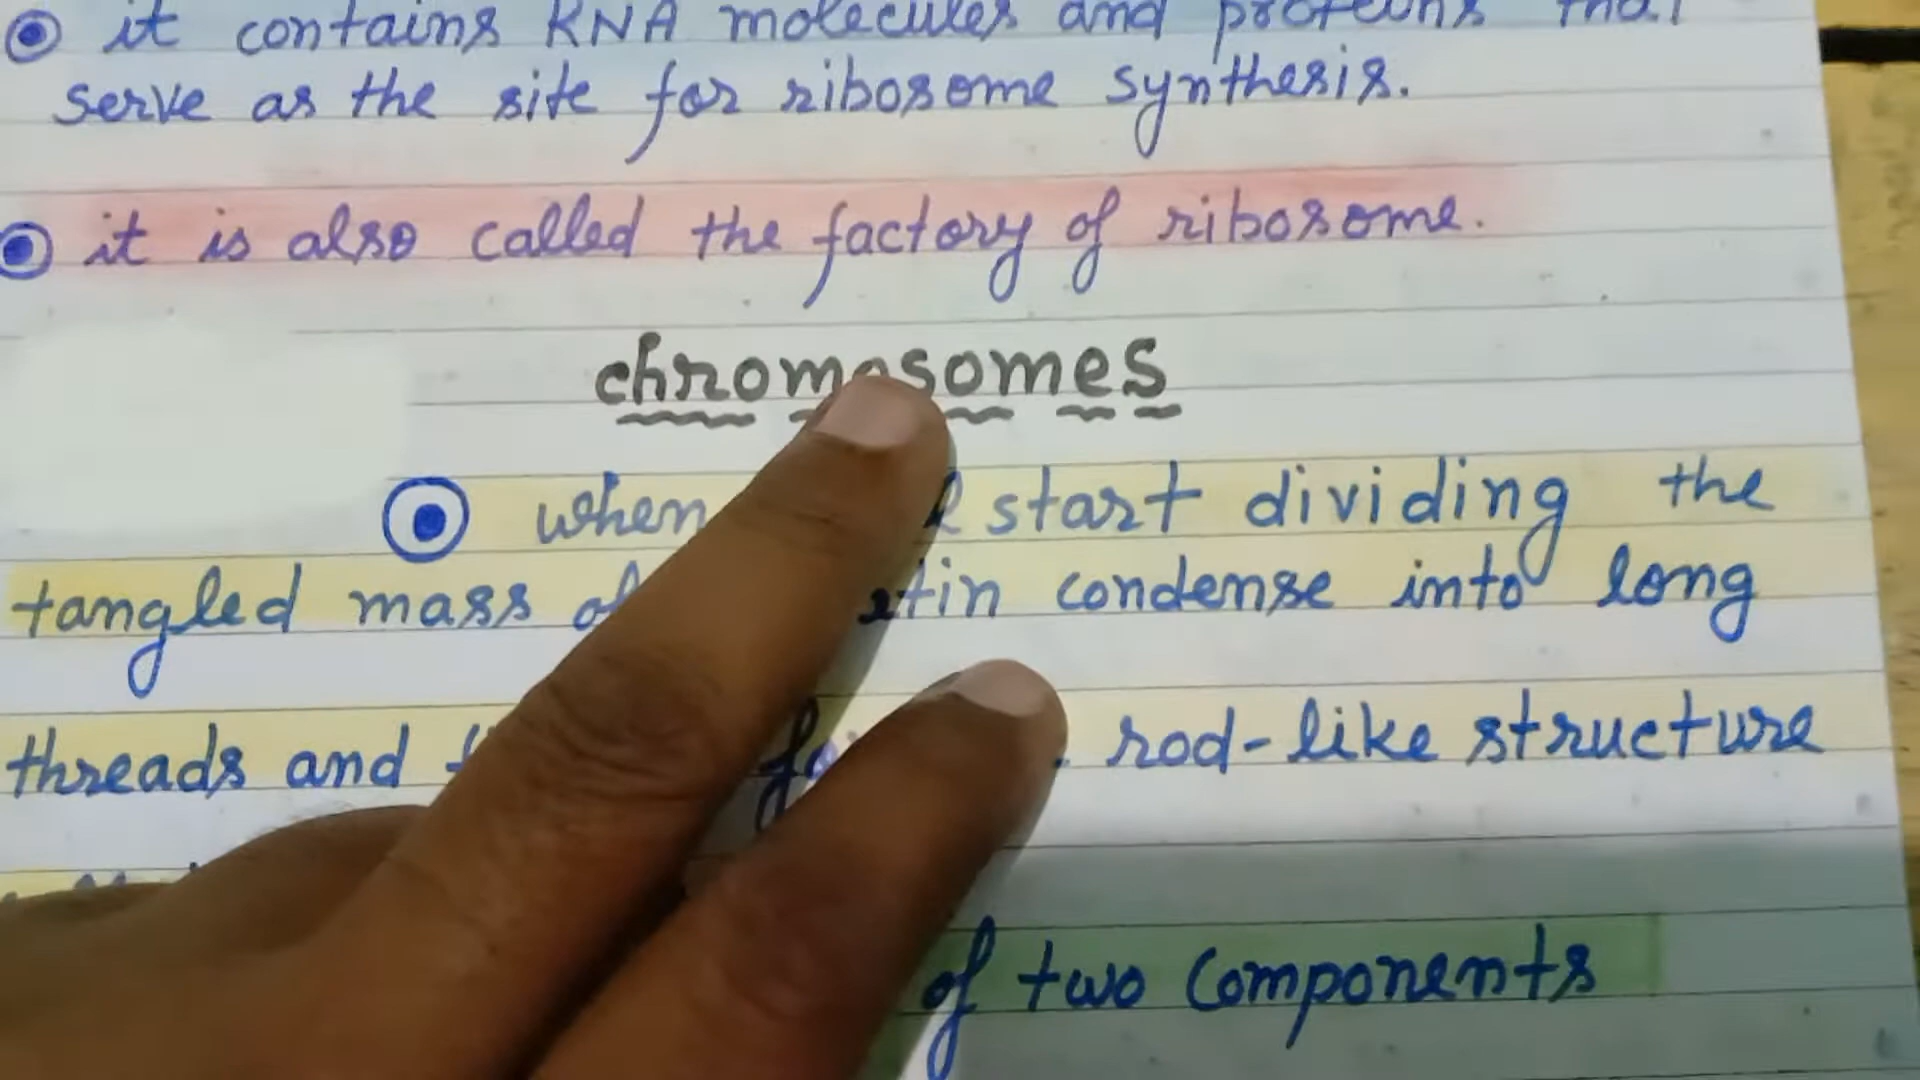 it contains RNA molecules and proteins that
serve as the site for ribosome synthesis.
it is also called the factory of ribosome.
chromosomes
when start dividing the
tangled mass of condense into long
threads and rod-like structure
of two components